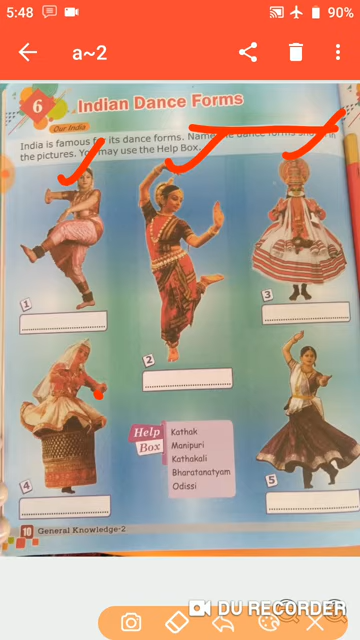 5:48
90%
a~2
6
Indian Dance Forms
Our India
India is famous for its dance forms. Name the dance forms shown in
the pictures. You may use the Help Box.
1
2
3
4
5
Help
Box
Kathak
Manipuri
Kathakali
Bharatanatyam
Odissi
10 General Knowledge-2
DU RECORDER